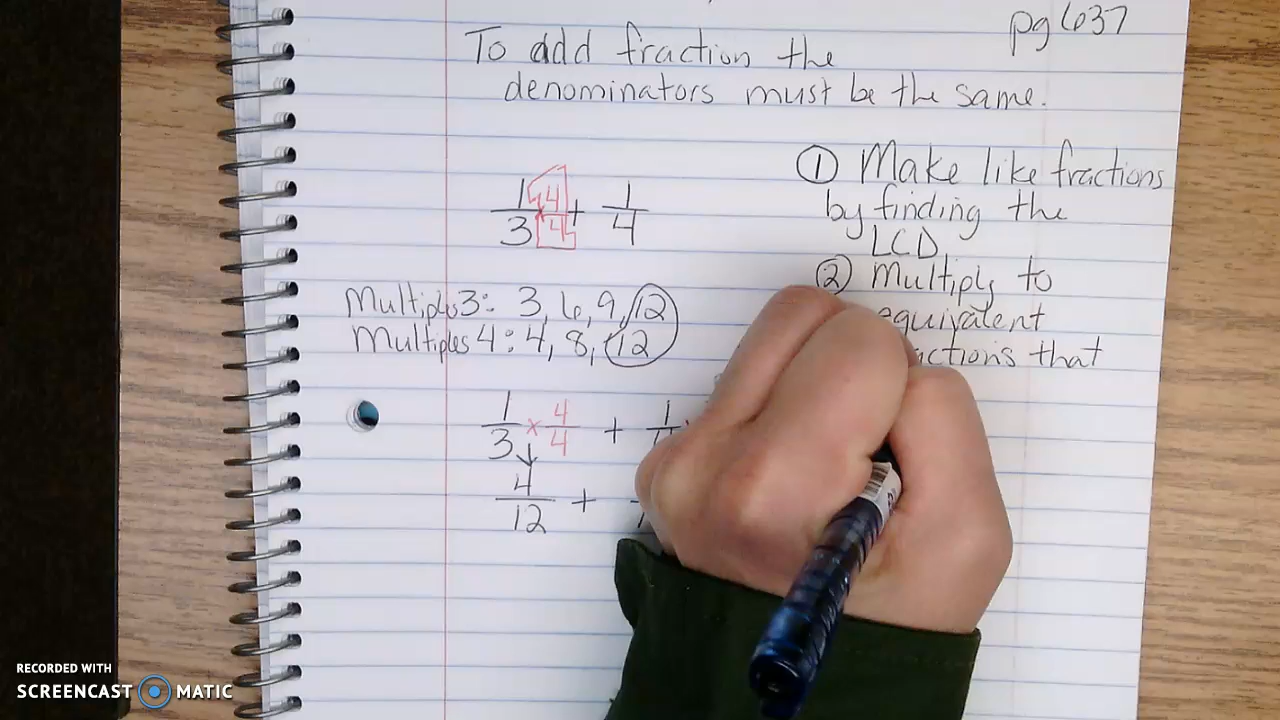 pg 637
To add fraction the
denominators must be the same.
1/3 × 4/4 + 1/4
① Make like fractions
by finding the
LCD
② Multiply to
equivalent
actions that
Multiples 3: 3, 6, 9, 12
Multiples 4: 4, 8, 12
1/3 × 4/4 + 1/
4/12 +
RECORDED WITH
SCREENCAST MATIC